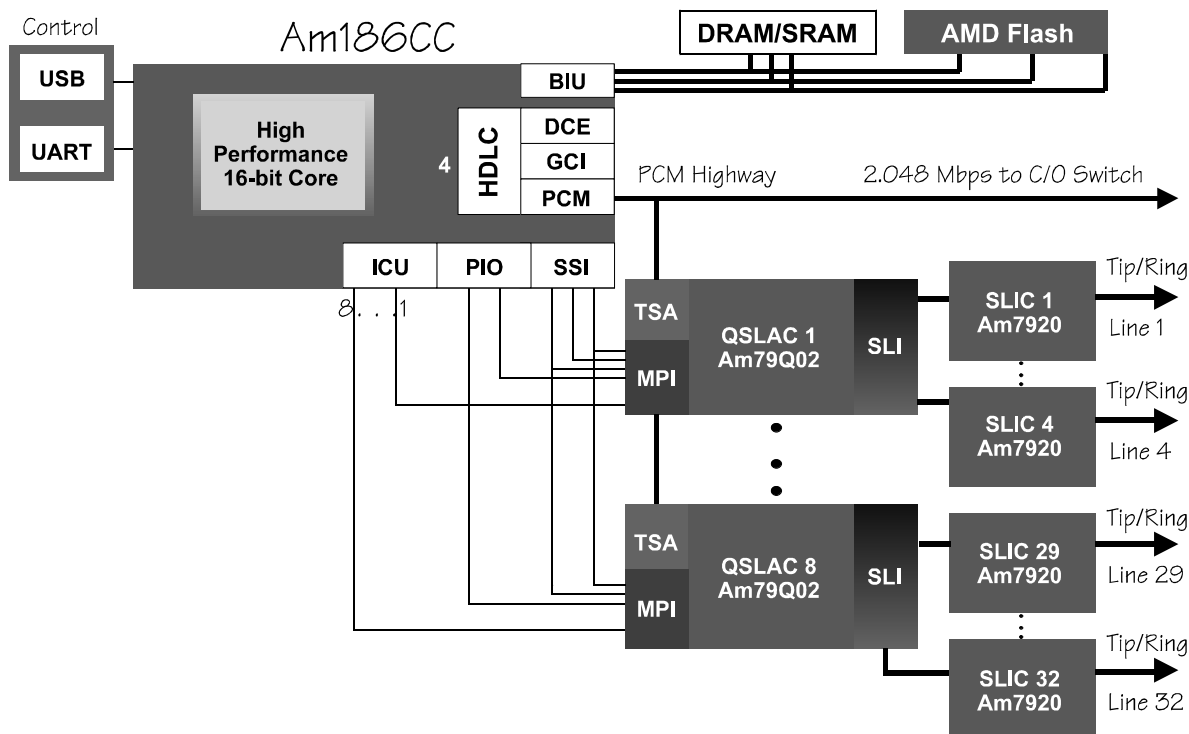 Control
USB
UART
Am186CC
High
Performance
16-bit Core
BIU
4
HDLC
DCE
GCI
PCM
ICU
PIO
SSI
8. . .1
DRAM/SRAM
AMD Flash
PCM Highway
2.048 Mbps to C/O Switch
TSA
MPI
QSLAC 1
Am79Q02
SLI
SLIC 1
Am7920
Tip/Ring
Line 1
SLIC 4
Am7920
Tip/Ring
Line 4
TSA
MPI
QSLAC 8
Am79Q02
SLI
SLIC 29
Am7920
Tip/Ring
Line 29
SLIC 32
Am7920
Tip/Ring
Line 32